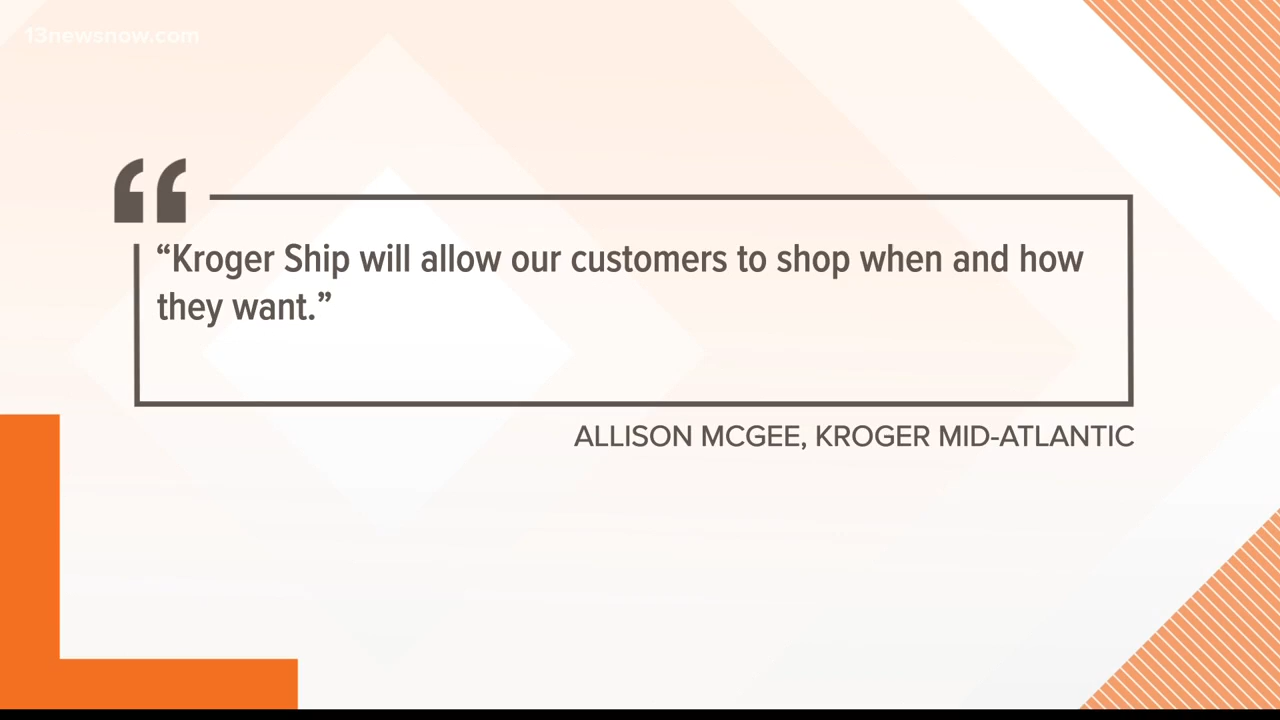 13newsnow.com
“Kroger Ship will allow our customers to shop when and how
they want.”
ALLISON MCGEE, KROGER MID-ATLANTIC